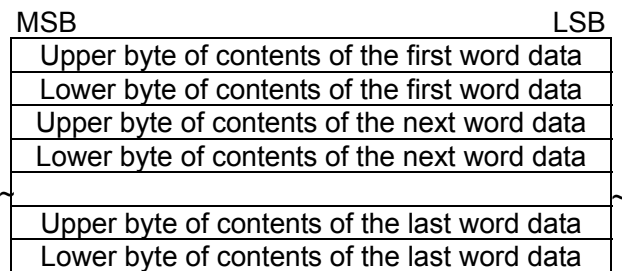 MSB LSB
Upper byte of contents of the first word data
Lower byte of contents of the first word data
Upper byte of contents of the next word data
Lower byte of contents of the next word data
~ ~
Upper byte of contents of the last word data
Lower byte of contents of the last word data